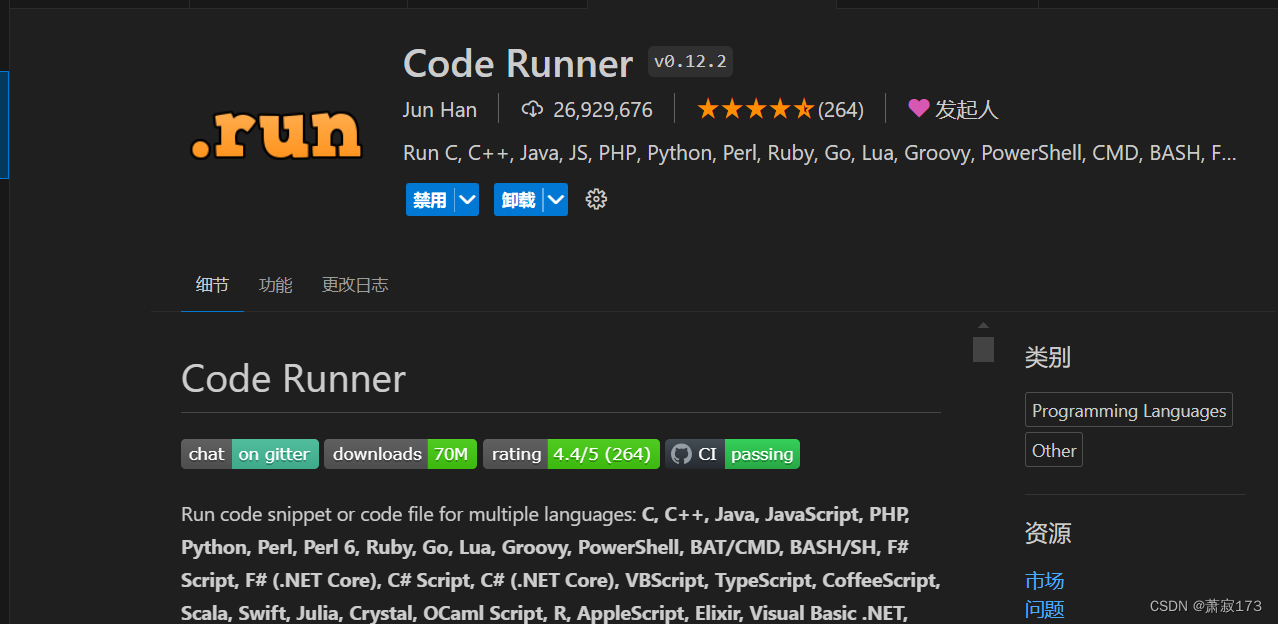 .run
Code Runner v0.12.2
Jun Han 26,929,676 (264) 发起人
Run C, C++, Java, JS, PHP, Python, Perl, Ruby, Go, Lua, Groovy, PowerShell, CMD, BASH, F...
禁用 卸载
细节 功能 更改日志
Code Runner
chat on gitter downloads 70M rating 4.4/5 (264) CI passing
Run code snippet or code file for multiple languages: C, C++, Java, JavaScript, PHP,
Python, Perl, Perl 6, Ruby, Go, Lua, Groovy, PowerShell, BAT/CMD, BASH/SH, F#
Script, F# (.NET Core), C# Script, C# (.NET Core), VBScript, TypeScript, CoffeeScript,
Scala, Swift, Julia, Crystal, OCaml Script, R, AppleScript, Elixir, Visual Basic .NET,
类别
Programming Languages
Other
资源
市场
问题
CSDN @萧寂173